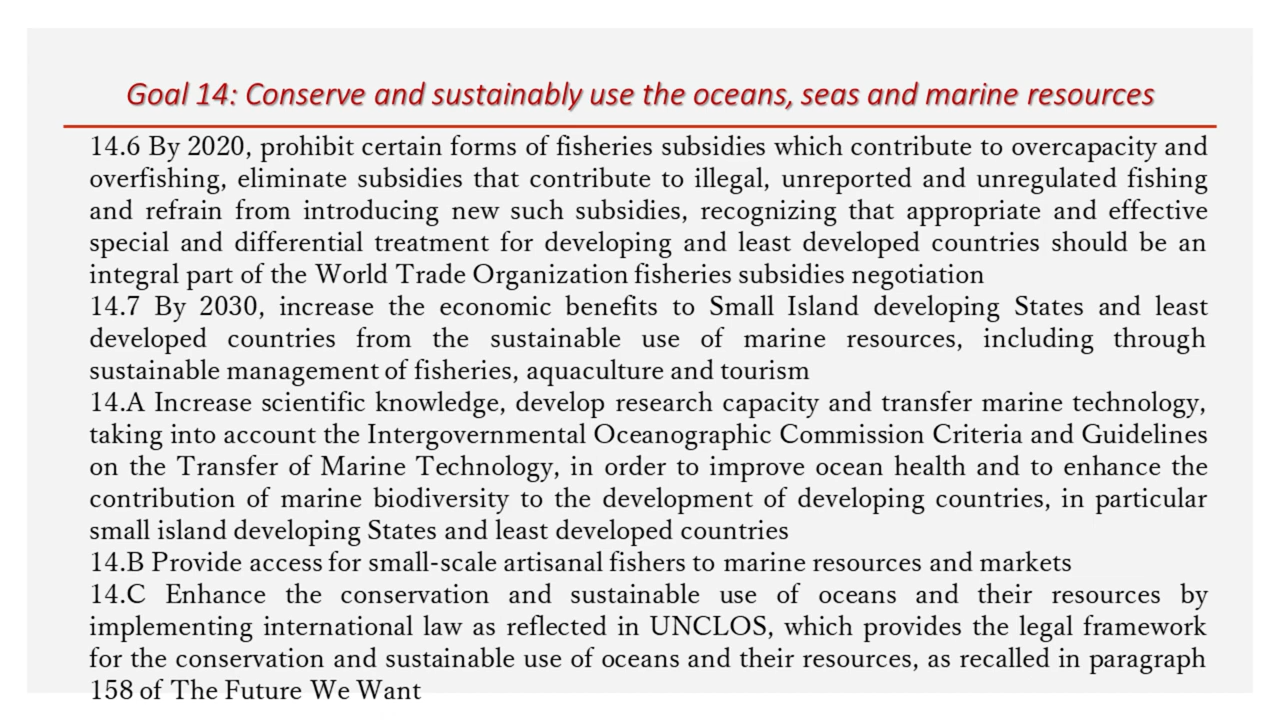 Goal 14: Conserve and sustainably use the oceans, seas and marine resources
14.6 By 2020, prohibit certain forms of fisheries subsidies which contribute to overcapacity and
overfishing, eliminate subsidies that contribute to illegal, unreported and unregulated fishing
and refrain from introducing new such subsidies, recognizing that appropriate and effective
special and differential treatment for developing and least developed countries should be an
integral part of the World Trade Organization fisheries subsidies negotiation
14.7 By 2030, increase the economic benefits to Small Island developing States and least
developed countries from the sustainable use of marine resources, including through
sustainable management of fisheries, aquaculture and tourism
14.A Increase scientific knowledge, develop research capacity and transfer marine technology,
taking into account the Intergovernmental Oceanographic Commission Criteria and Guidelines
on the Transfer of Marine Technology, in order to improve ocean health and to enhance the
contribution of marine biodiversity to the development of developing countries, in particular
small island developing States and least developed countries
14.B Provide access for small-scale artisanal fishers to marine resources and markets
14.C Enhance the conservation and sustainable use of oceans and their resources by
implementing international law as reflected in UNCLOS, which provides the legal framework
for the conservation and sustainable use of oceans and their resources, as recalled in paragraph
158 of The Future We Want